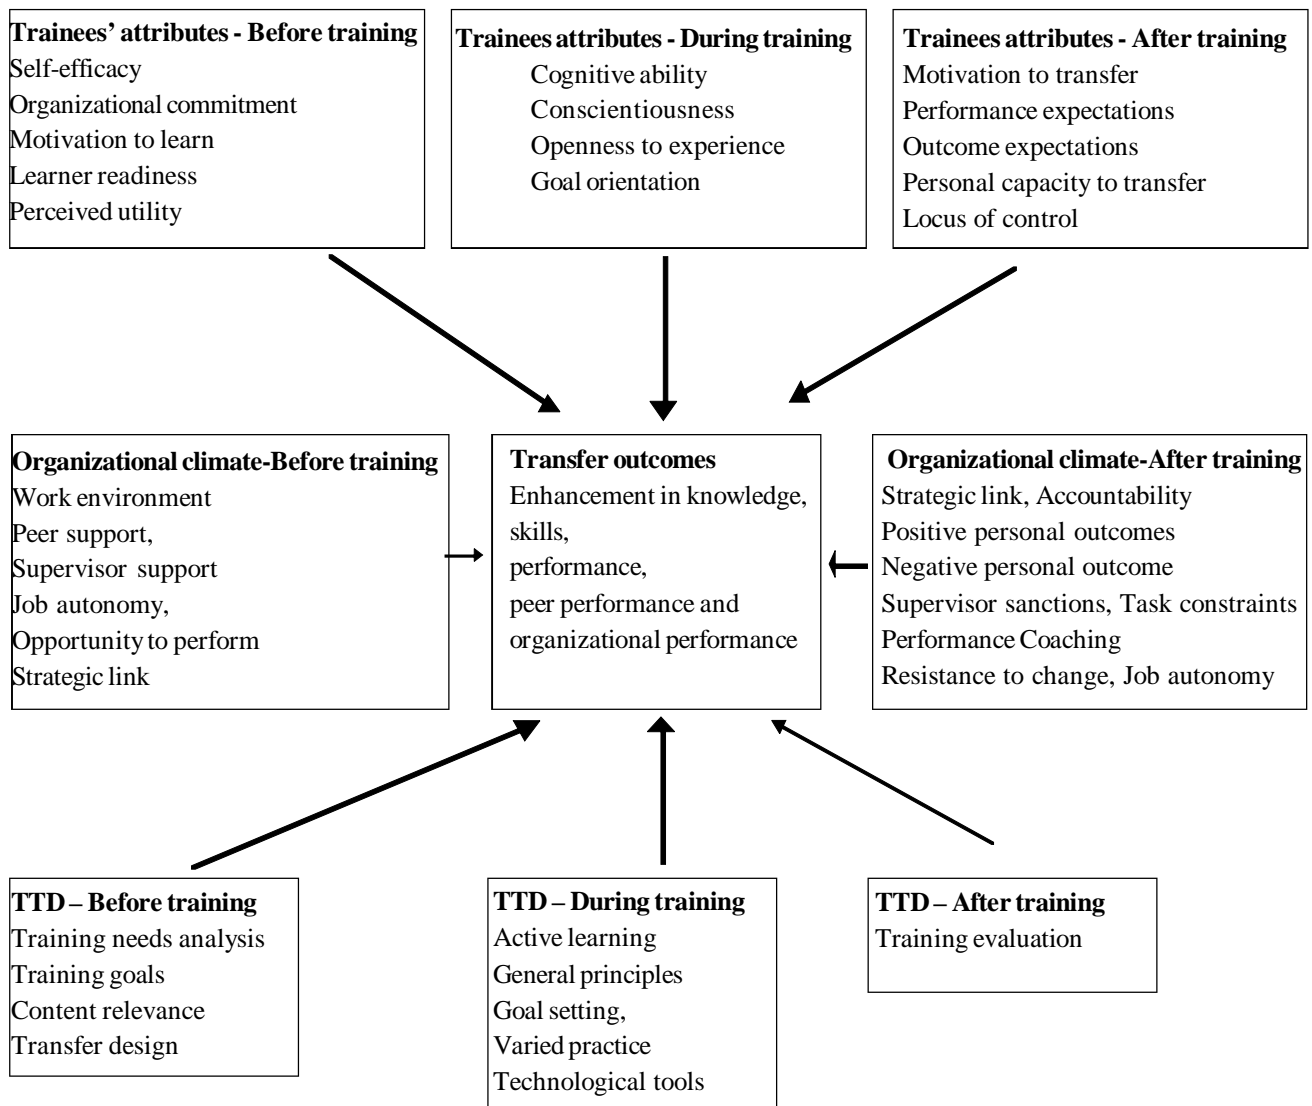 Trainees’ attributes - Before training
Self-efficacy
Organizational commitment
Motivation to learn
Learner readiness
Perceived utility
Trainees attributes - During training
Cognitive ability
Conscientiousness
Openness to experience
Goal orientation
Trainees attributes - After training
Motivation to transfer
Performance expectations
Outcome expectations
Personal capacity to transfer
Locus of control
Organizational climate-Before training
Work environment
Peer support,
Supervisor support
Job autonomy,
Opportunity to perform
Strategic link
Transfer outcomes
Enhancement in knowledge,
skills,
performance,
peer performance and
organizational performance
Organizational climate-After training
Strategic link, Accountability
Positive personal outcomes
Negative personal outcome
Supervisor sanctions, Task constraints
Performance Coaching
Resistance to change, Job autonomy
TTD – Before training
Training needs analysis
Training goals
Content relevance
Transfer design
TTD – During training
Active learning
General principles
Goal setting,
Varied practice
Technological tools
TTD – After training
Training evaluation